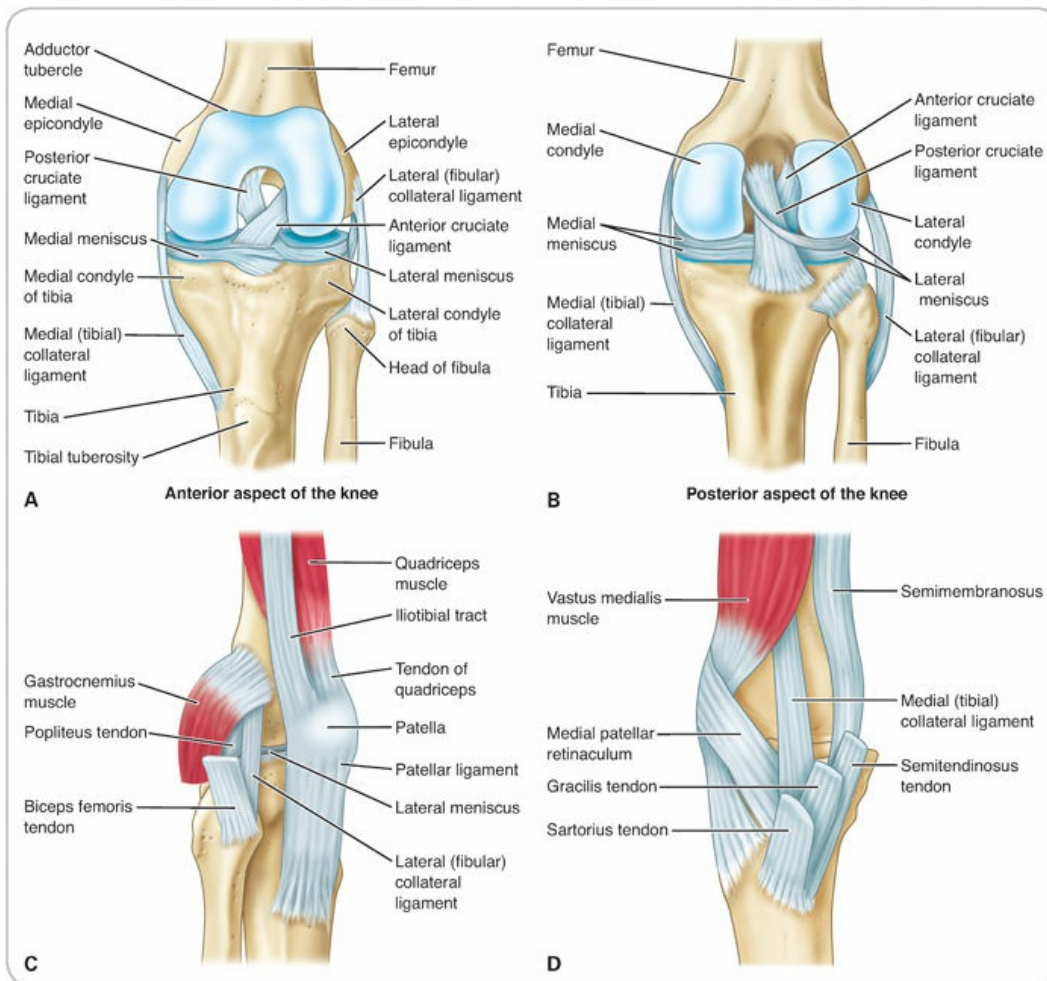 Adductor
tubercle
Medial
epicondyle
Posterior
cruciate
ligament
Medial meniscus
Medial condyle
of tibia
Medial (tibial)
collateral
ligament
Tibia
Tibial tuberosity
Femur
Lateral
epicondyle
Lateral (fibular)
collateral ligament
Anterior cruciate
ligament
Lateral meniscus
Lateral condyle
of tibia
Head of fibula
Fibula
A
Anterior aspect of the knee
Femur
Medial
condyle
Medial
meniscus
Medial (tibial)
collateral
ligament
Tibia
Anterior cruciate
ligament
Posterior cruciate
ligament
Lateral
condyle
Lateral
meniscus
Lateral (fibular)
collateral
ligament
Fibula
B
Posterior aspect of the knee
Gastrocnemius
muscle
Popliteus tendon
Biceps femoris
tendon
Quadriceps
muscle
Iliotibial tract
Tendon of
quadriceps
Patella
Patellar ligament
Lateral meniscus
Lateral (fibular)
collateral
ligament
C
Vastus medialis
muscle
Medial patellar
retinaculum
Gracilis tendon
Sartorius tendon
Semimembranosus
Medial (tibial)
collateral ligament
Semitendinosus
tendon
D